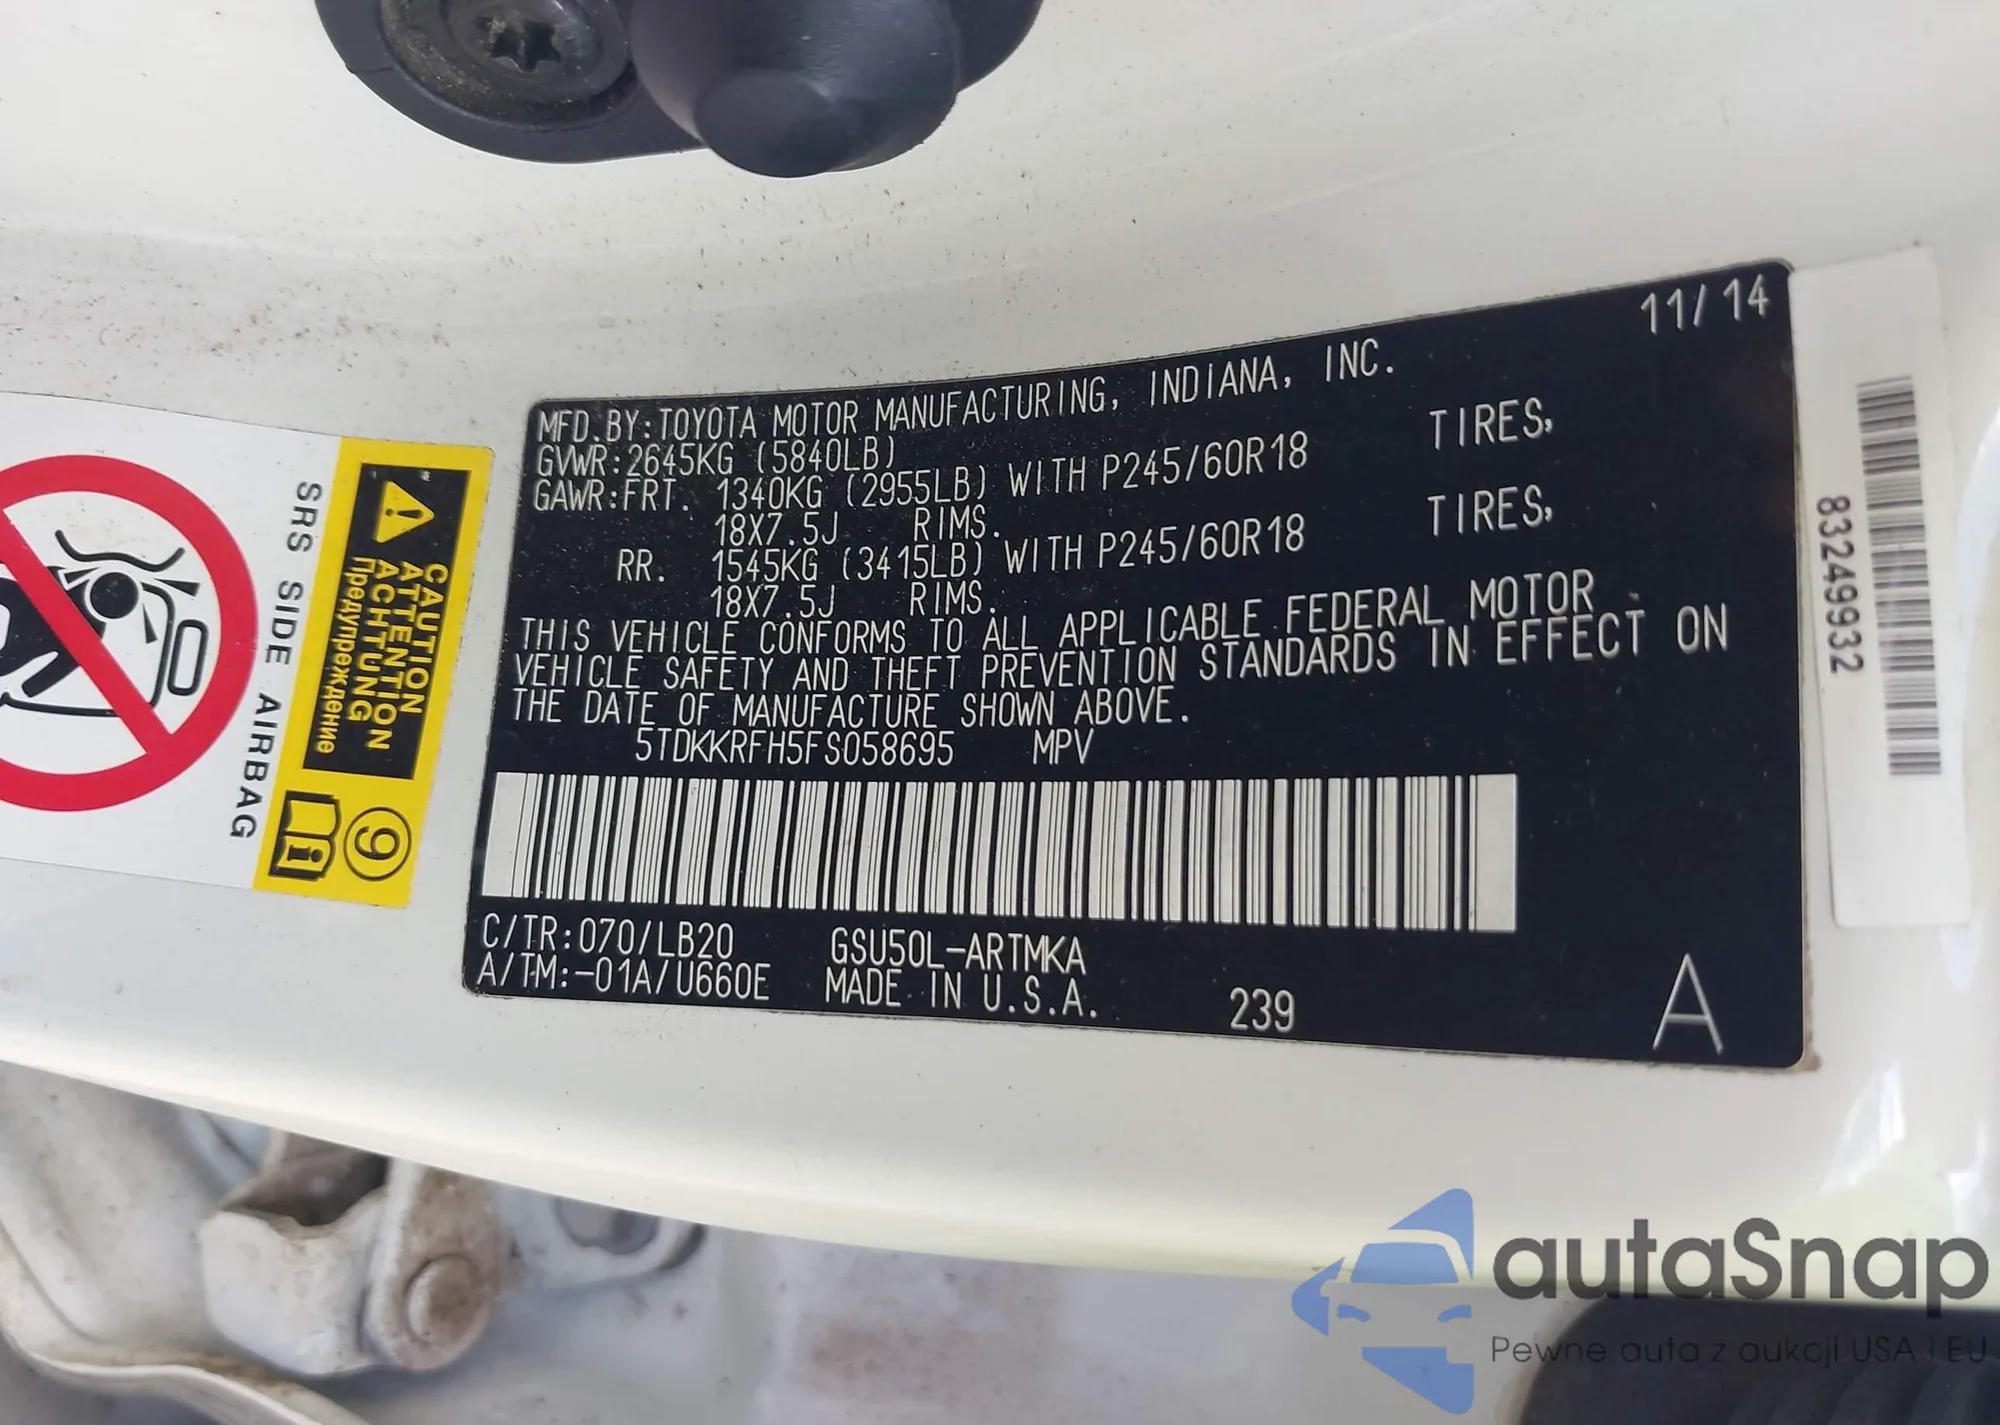 11/14
MFD.BY:TOYOTA MOTOR MANUFACTURING, INDIANA, INC.
GVWR:2645KG (5840LB)
GAWR:FRT. 1340KG (2955LB) WITH P245/60R18 TIRES,
18X7.5J RIMS.
RR. 1545KG (3415LB) WITH P245/60R18 TIRES,
18X7.5J RIMS.
THIS VEHICLE CONFORMS TO ALL APPLICABLE FEDERAL MOTOR
VEHICLE SAFETY AND THEFT PREVENTION STANDARDS IN EFFECT ON
THE DATE OF MANUFACTURE SHOWN ABOVE.
5TDKKRFH5FS058695 MPV
C/TR:070/LB20 GSU50L-ARTMKA
A/TM:-01A/U660E MADE IN U.S.A. 239 A
83249932
CAUTION
ATTENTION
ACHTUNG
Предупреждение
9
i
SRS SIDE AIRBAG
autaSnap
Pewne auta z aukcji USA i EU